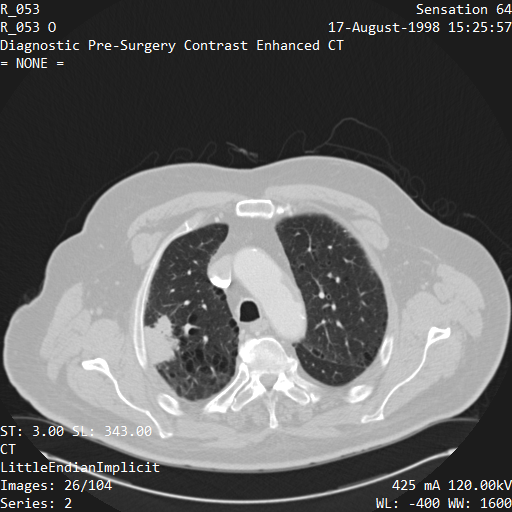 R_053
Sensation 64
R_053 O
17-August-1998 15:25:57
Diagnostic Pre-Surgery Contrast Enhanced CT
= NONE =
ST: 3.00 SL: 343.00
CT
LittleEndianImplicit
Images: 26/104
425 mA 120.00kV
Series: 2
WL: -400 WW: 1600